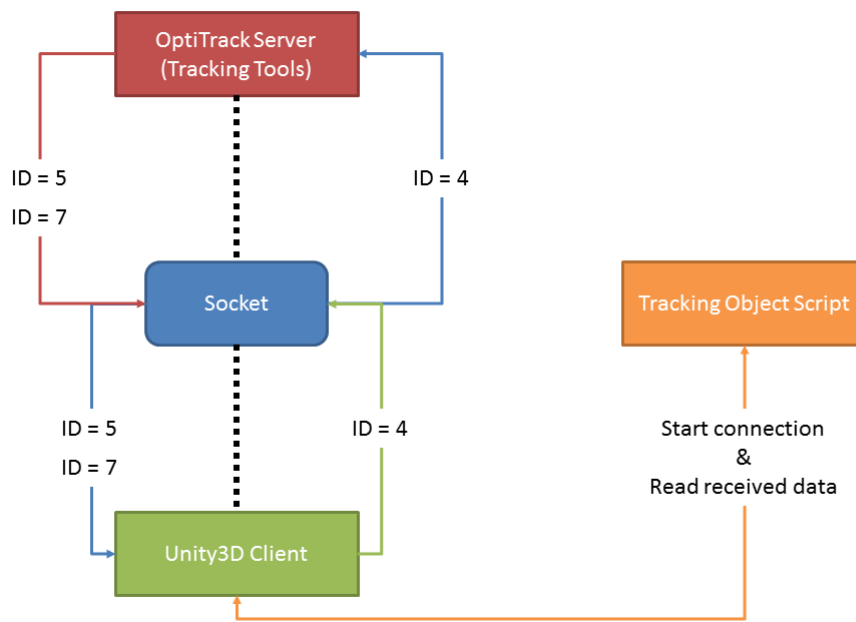 OptiTrack Server
(Tracking Tools)
ID = 5
ID = 7
ID = 4
Socket
Tracking Object Script
ID = 5
ID = 7
ID = 4
Start connection
&
Read received data
Unity3D Client